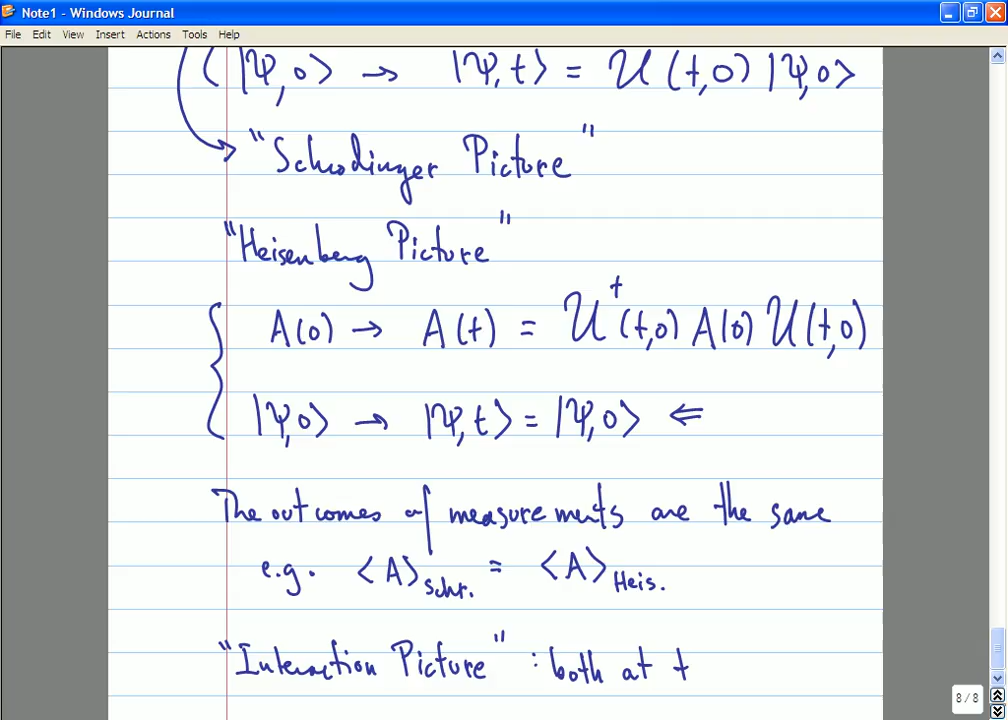 Note1 - Windows Journal
File Edit View Insert Actions Tools Help
( |Ψ,0⟩ → |Ψ,t⟩ = U(t,0) |Ψ,0⟩
"Schrodinger Picture"
"Heisenberg Picture"
{ A(0) → A(t) = U†(t,0) A(0) U(t,0)
|Ψ,0⟩ → |Ψ,t⟩ = |Ψ,0⟩ ⇐
The outcomes of measurements are the same
e.g. ⟨A⟩Schr. = ⟨A⟩Heis.
"Interaction Picture" : both at t
8/8